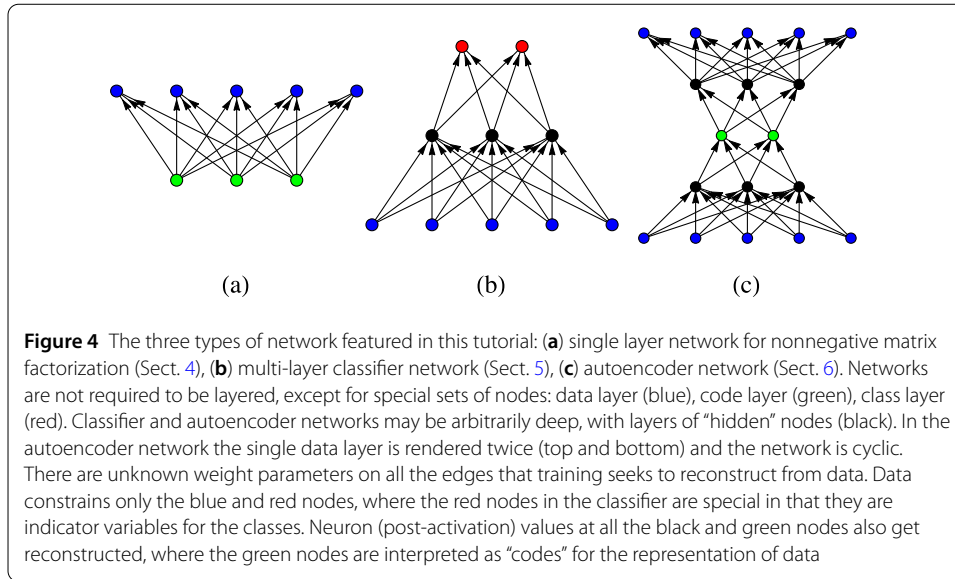 (a) (b) (c)
Figure 4 The three types of network featured in this tutorial: (a) single layer network for nonnegative matrix
factorization (Sect. 4), (b) multi-layer classifier network (Sect. 5), (c) autoencoder network (Sect. 6). Networks
are not required to be layered, except for special sets of nodes: data layer (blue), code layer (green), class layer
(red). Classifier and autoencoder networks may be arbitrarily deep, with layers of “hidden” nodes (black). In the
autoencoder network the single data layer is rendered twice (top and bottom) and the network is cyclic.
There are unknown weight parameters on all the edges that training seeks to reconstruct from data. Data
constrains only the blue and red nodes, where the red nodes in the classifier are special in that they are
indicator variables for the classes. Neuron (post-activation) values at all the black and green nodes also get
reconstructed, where the green nodes are interpreted as “codes” for the representation of data